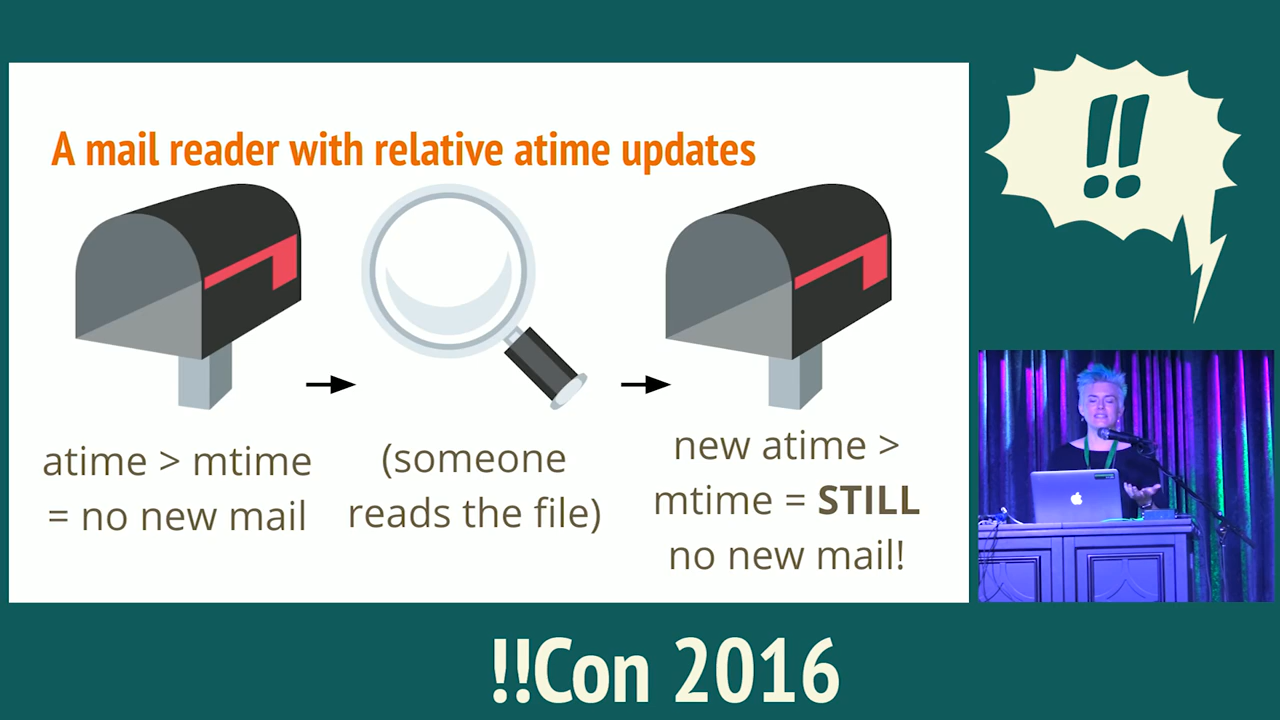 A mail reader with relative atime updates
atime > mtime
= no new mail
(someone
reads the file)
new atime >
mtime = STILL
no new mail!
!!
!!Con 2016